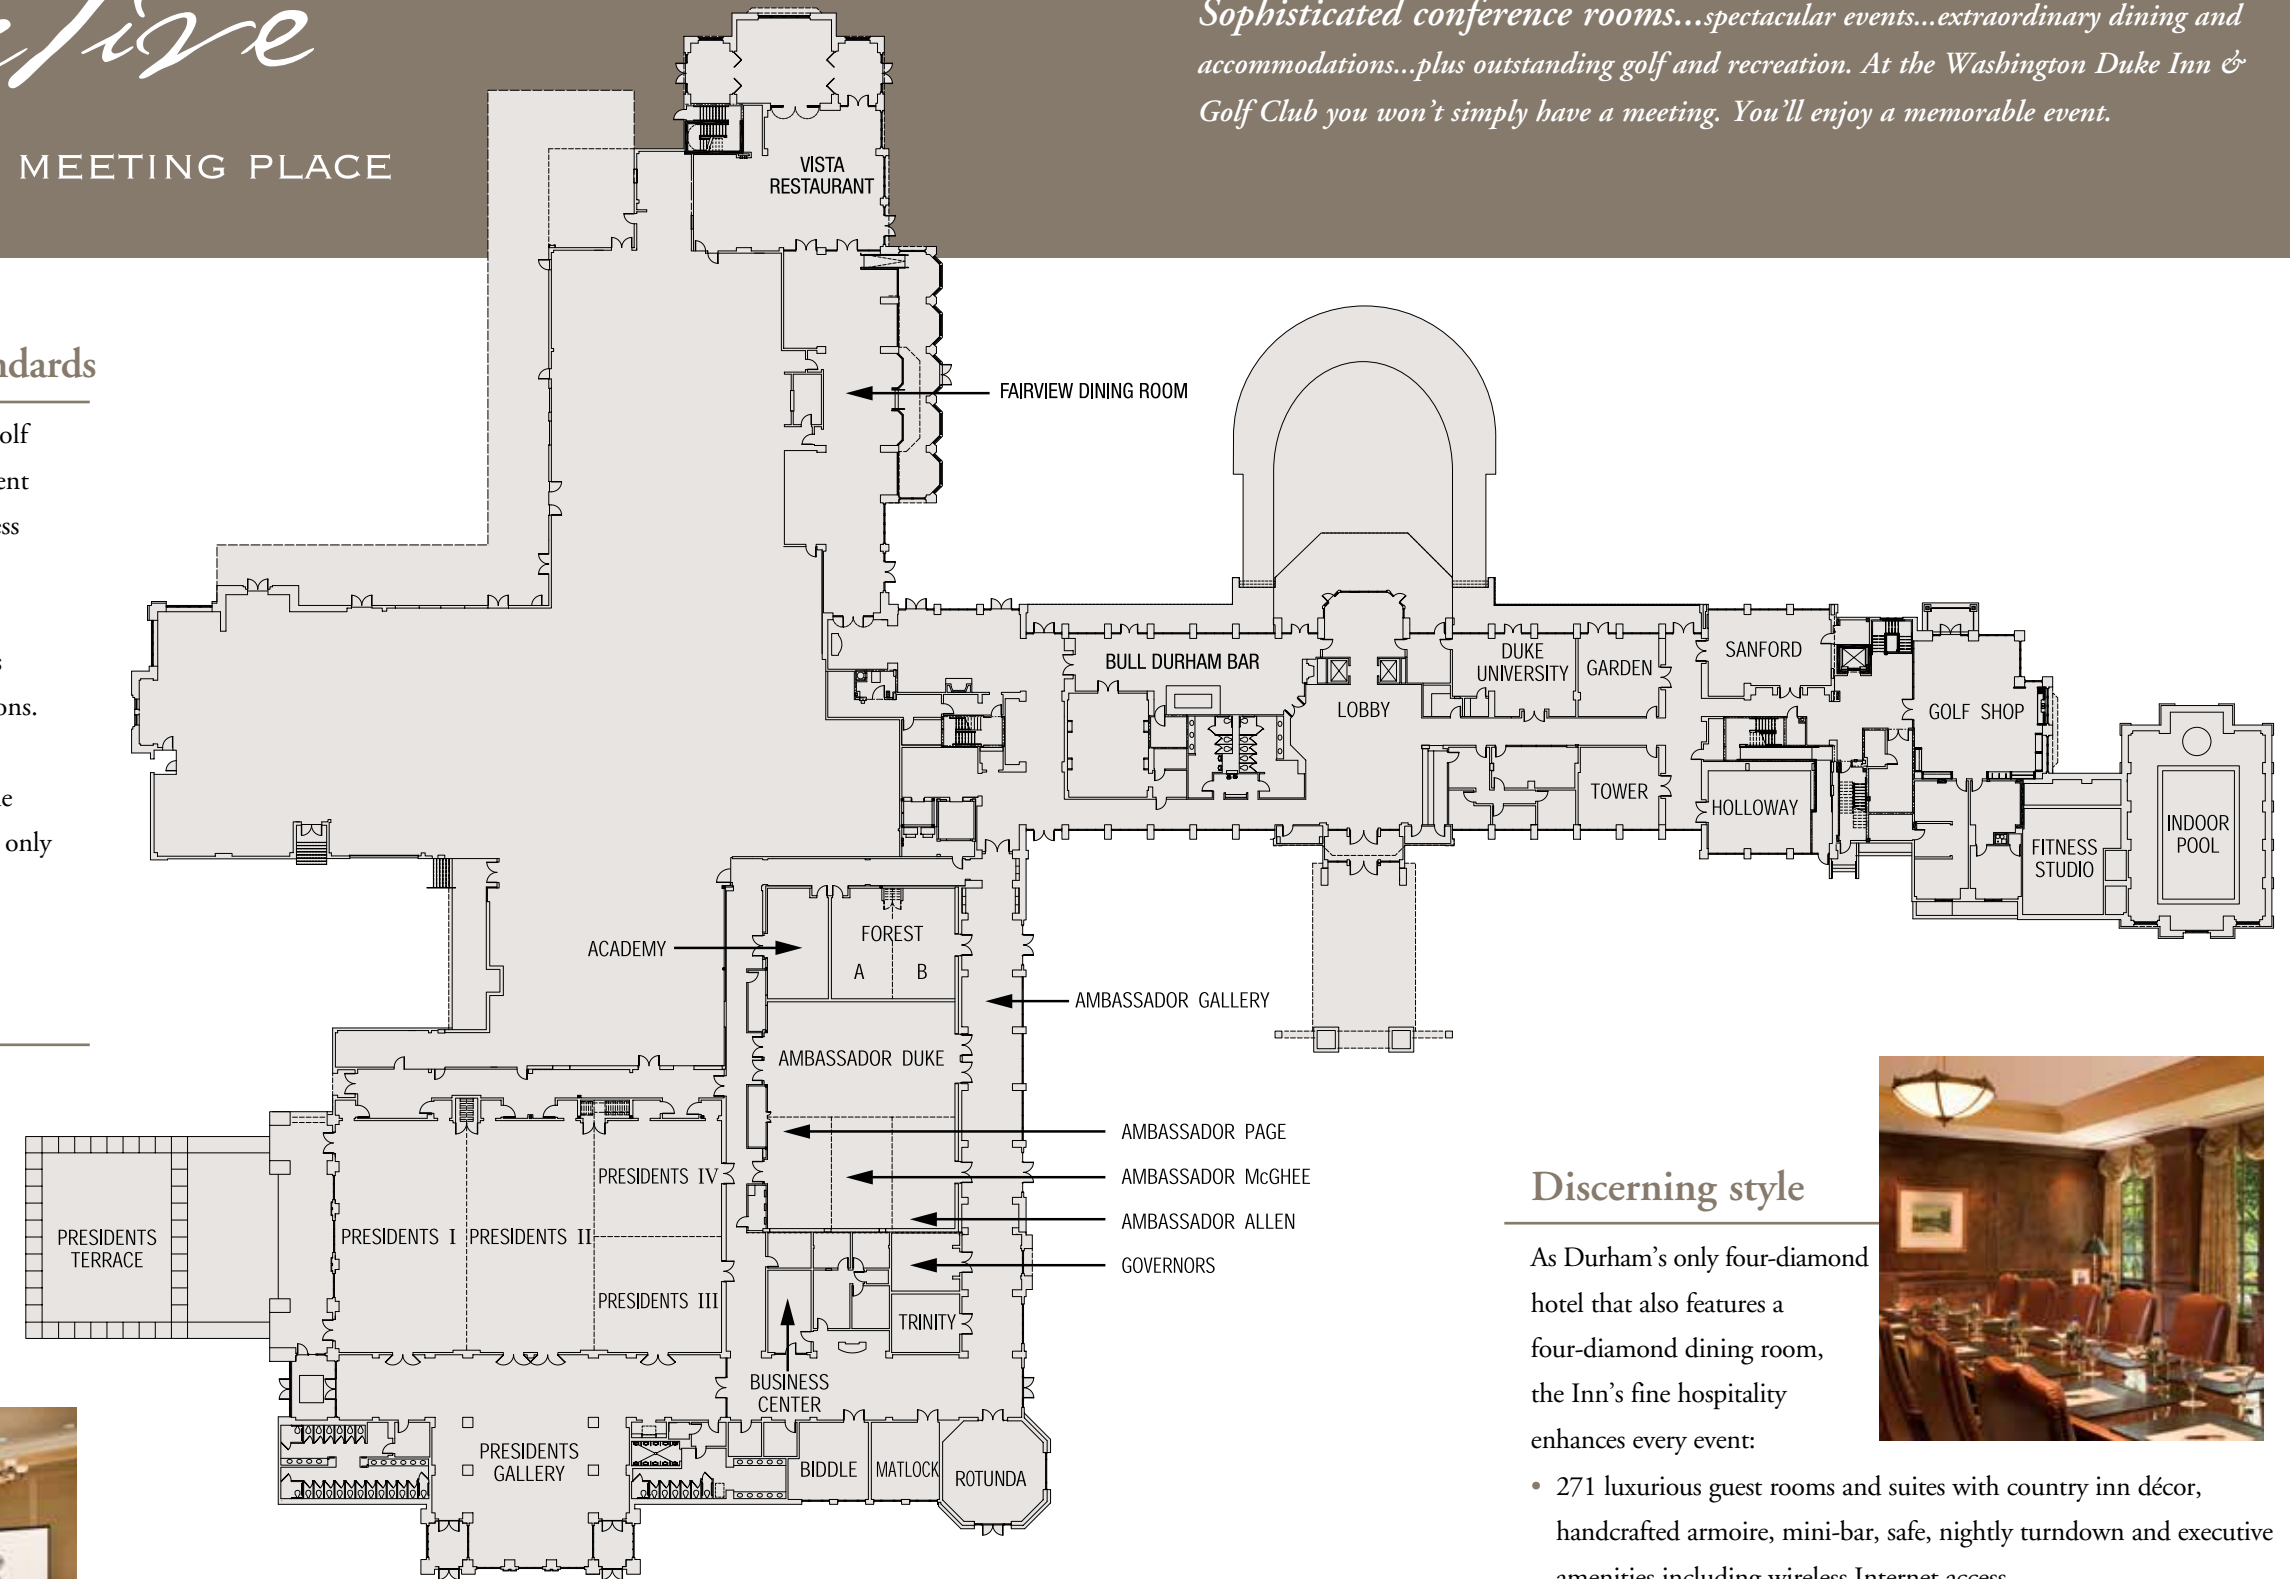 MEETING PLACE
Sophisticated conference rooms...spectacular events...extraordinary dining and
accommodations...plus outstanding golf and recreation. At the Washington Duke Inn &
Golf Club you won't simply have a meeting. You'll enjoy a memorable event.
VISTA
RESTAURANT
FAIRVIEW DINING ROOM
BULL DURHAM BAR
LOBBY
DUKE
UNIVERSITY
GARDEN
SANFORD
GOLF SHOP
TOWER
HOLLOWAY
FITNESS
STUDIO
INDOOR
POOL
only
ACADEMY
FOREST
A B
AMBASSADOR GALLERY
AMBASSADOR DUKE
AMBASSADOR PAGE
AMBASSADOR McGHEE
AMBASSADOR ALLEN
GOVERNORS
TRINITY
PRESIDENTS
TERRACE
PRESIDENTS I
PRESIDENTS II
PRESIDENTS IV
PRESIDENTS III
BUSINESS
CENTER
PRESIDENTS
GALLERY
BIDDLE
MATLOCK
ROTUNDA
Discerning style
As Durham's only four-diamond
hotel that also features a
four-diamond dining room,
the Inn's fine hospitality
enhances every event:
• 271 luxurious guest rooms and suites with country inn décor,
handcrafted armoire, mini-bar, safe, nightly turndown and executive
amenities including wireless Internet access